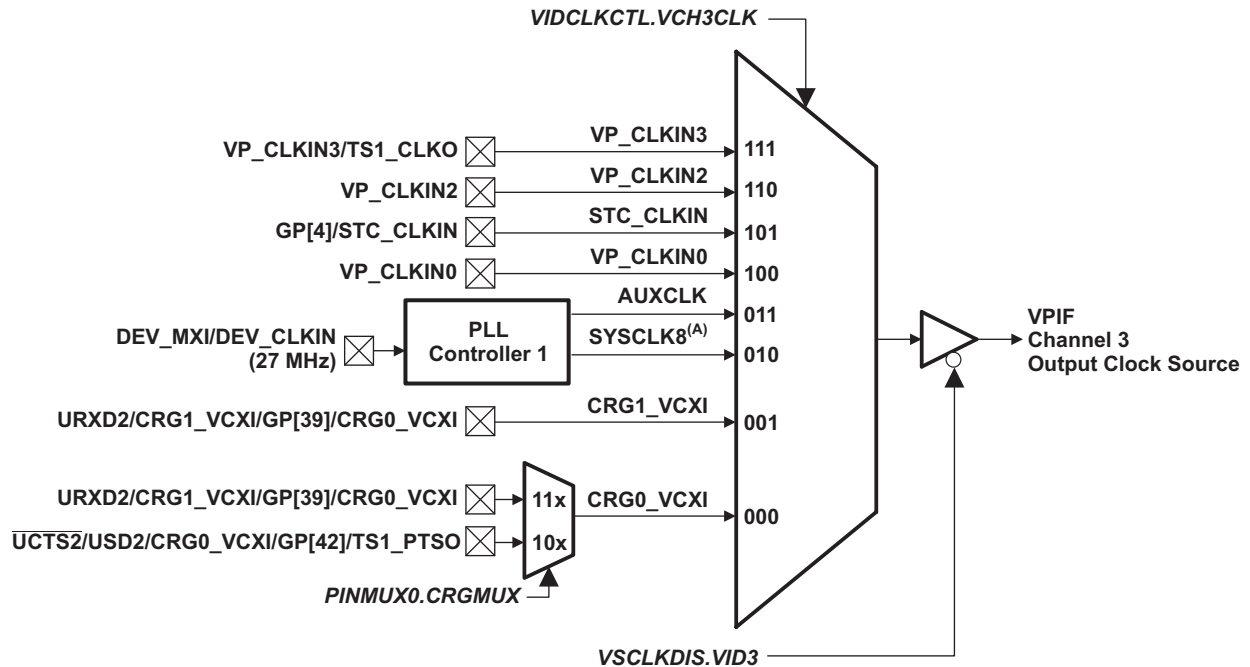 VIDCLKCTL.VCH3CLK
VP_CLKIN3/TS1_CLKO
VP_CLKIN3
111
VP_CLKIN2
VP_CLKIN2
110
GP[4]/STC_CLKIN
STC_CLKIN
101
VP_CLKIN0
VP_CLKIN0
100
DEV_MXI/DEV_CLKIN
(27 MHz)
PLL
Controller 1
AUXCLK
011
SYSCLK8(A)
010
VPIF
Channel 3
Output Clock Source
URXD2/CRG1_VCXI/GP[39]/CRG0_VCXI
CRG1_VCXI
001
URXD2/CRG1_VCXI/GP[39]/CRG0_VCXI
11x
CRG0_VCXI
000
UCTS2/USD2/CRG0_VCXI/GP[42]/TS1_PTSO
10x
PINMUX0.CRGMUX
VSCLKDIS.VID3